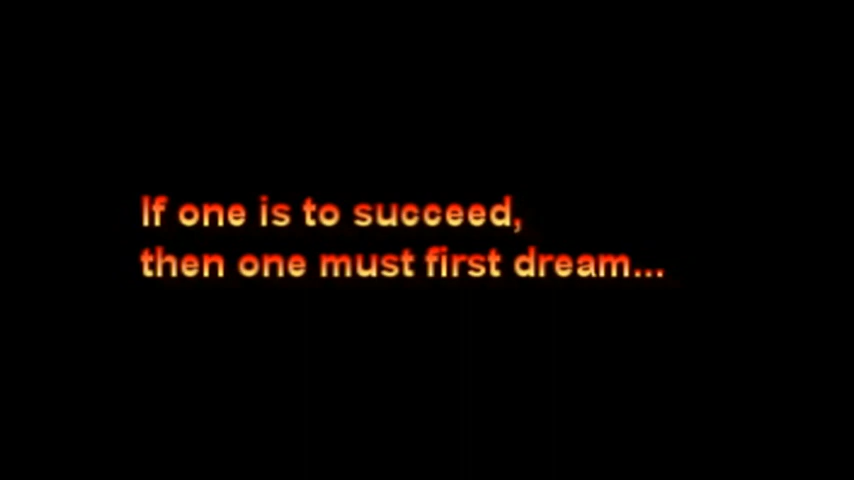 If one is to succeed,
then one must first dream...